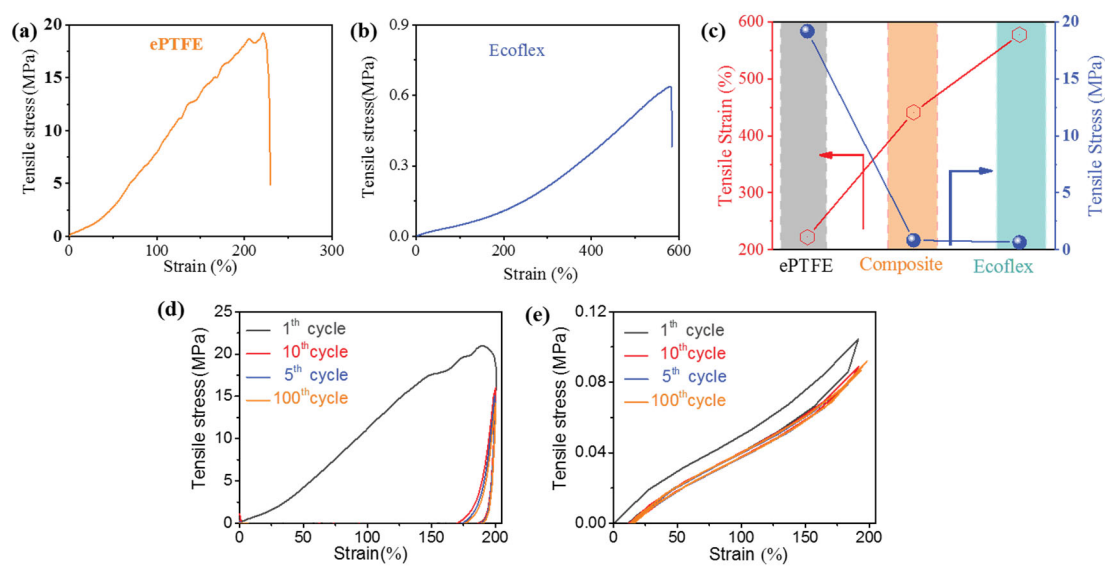 (a)
ePTFE
Tensile stress (MPa)
20
15
10
5
0
0 100 200 300
Strain (%)
(b)
Ecoflex
Tensile stress(MPa)
0.9
0.6
0.3
0.0
0 200 400 600
Strain (%)
(c)
Tensile Strain (%)
600
500
400
300
200
20
15
10
5
0
Tensile Stress (MPa)
ePTFE Composite Ecoflex
(d)
Tensile stress (MPa)
25
20
15
10
5
0
1th cycle
10th cycle
5th cycle
100th cycle
0 50 100 150 200
Strain(%)
(e)
Tensile stress (MPa)
0.12
0.08
0.04
0.00
1th cycle
10th cycle
5th cycle
100th cycle
0 50 100 150 200
Strain (%)